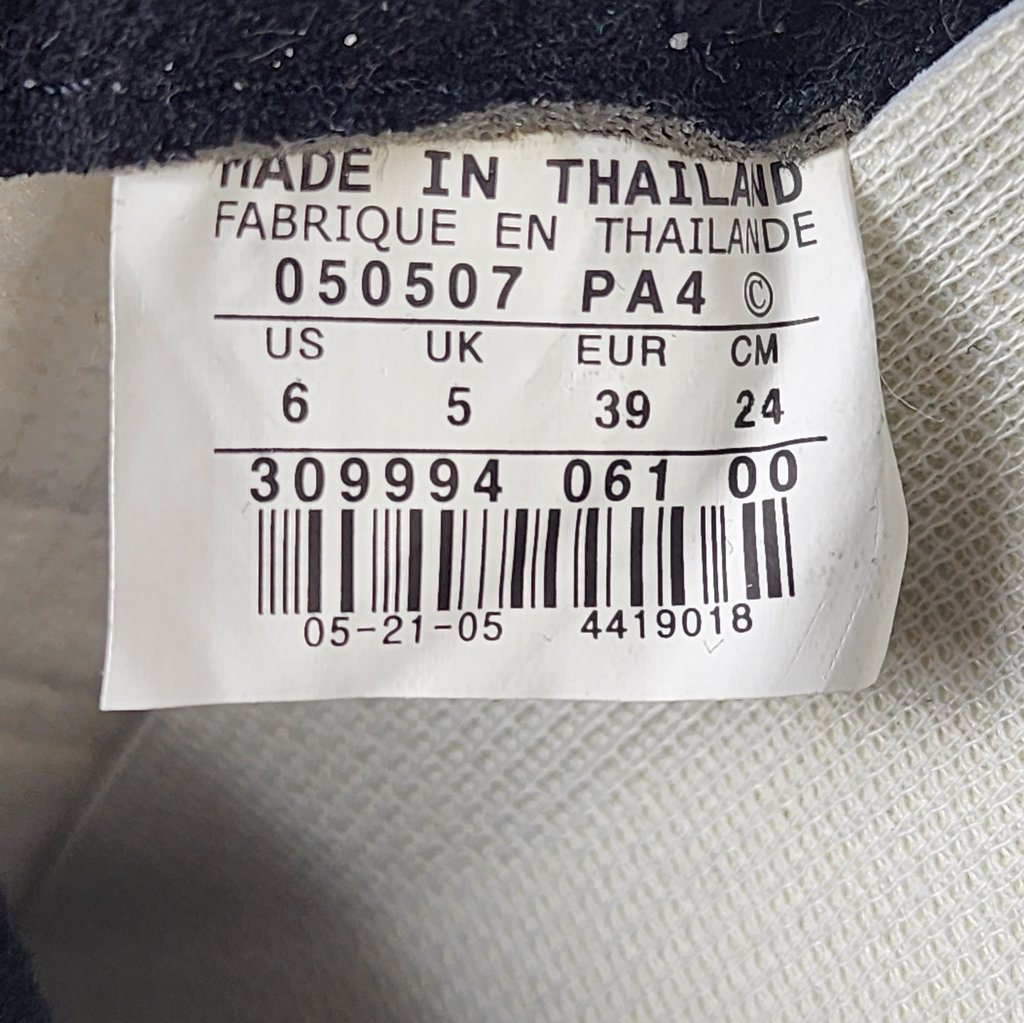 MADE IN THAILAND
FABRIQUE EN THAILANDE
050507 PA4 ©
US UK EUR CM
6 5 39 24
309994 061 00
05-21-05 4419018